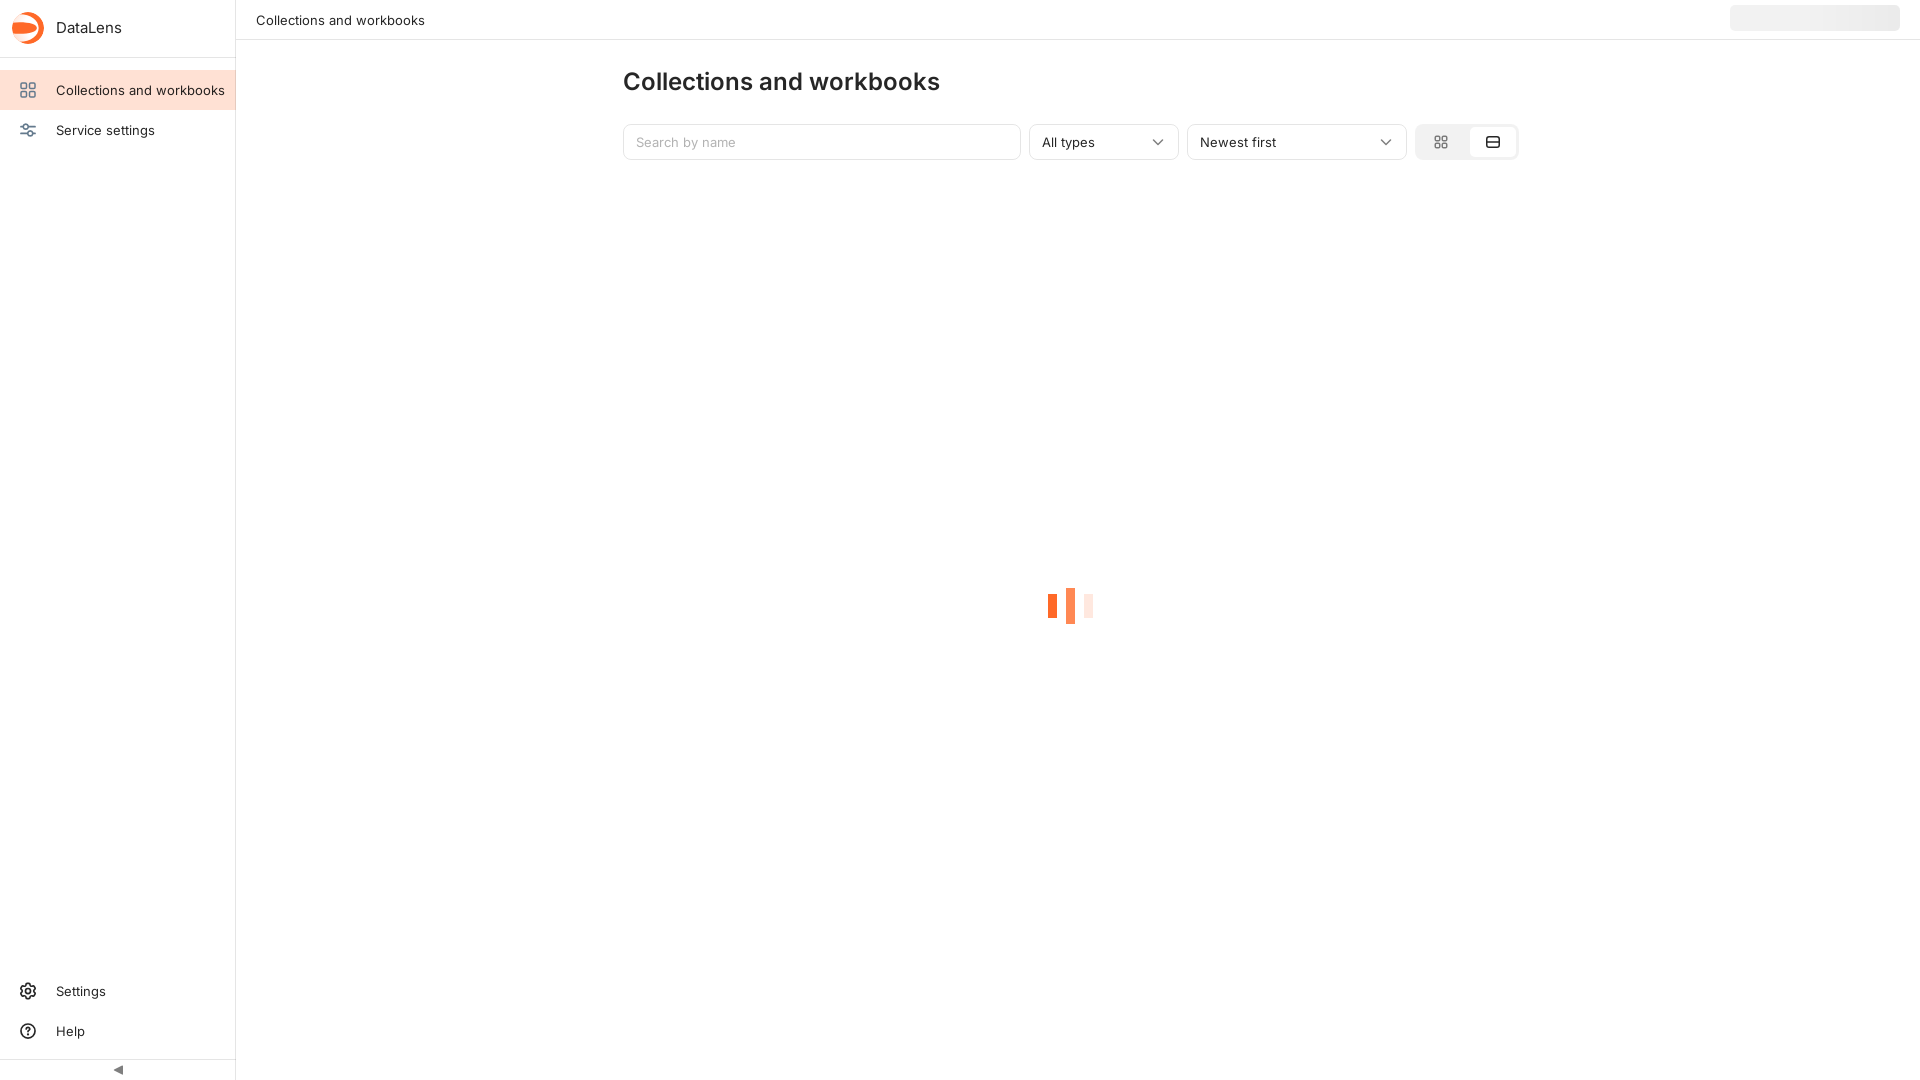 DataLens
Collections and workbooks
Collections and workbooks
Service settings
Collections and workbooks
Search by name
All types
Newest first
Settings
Help